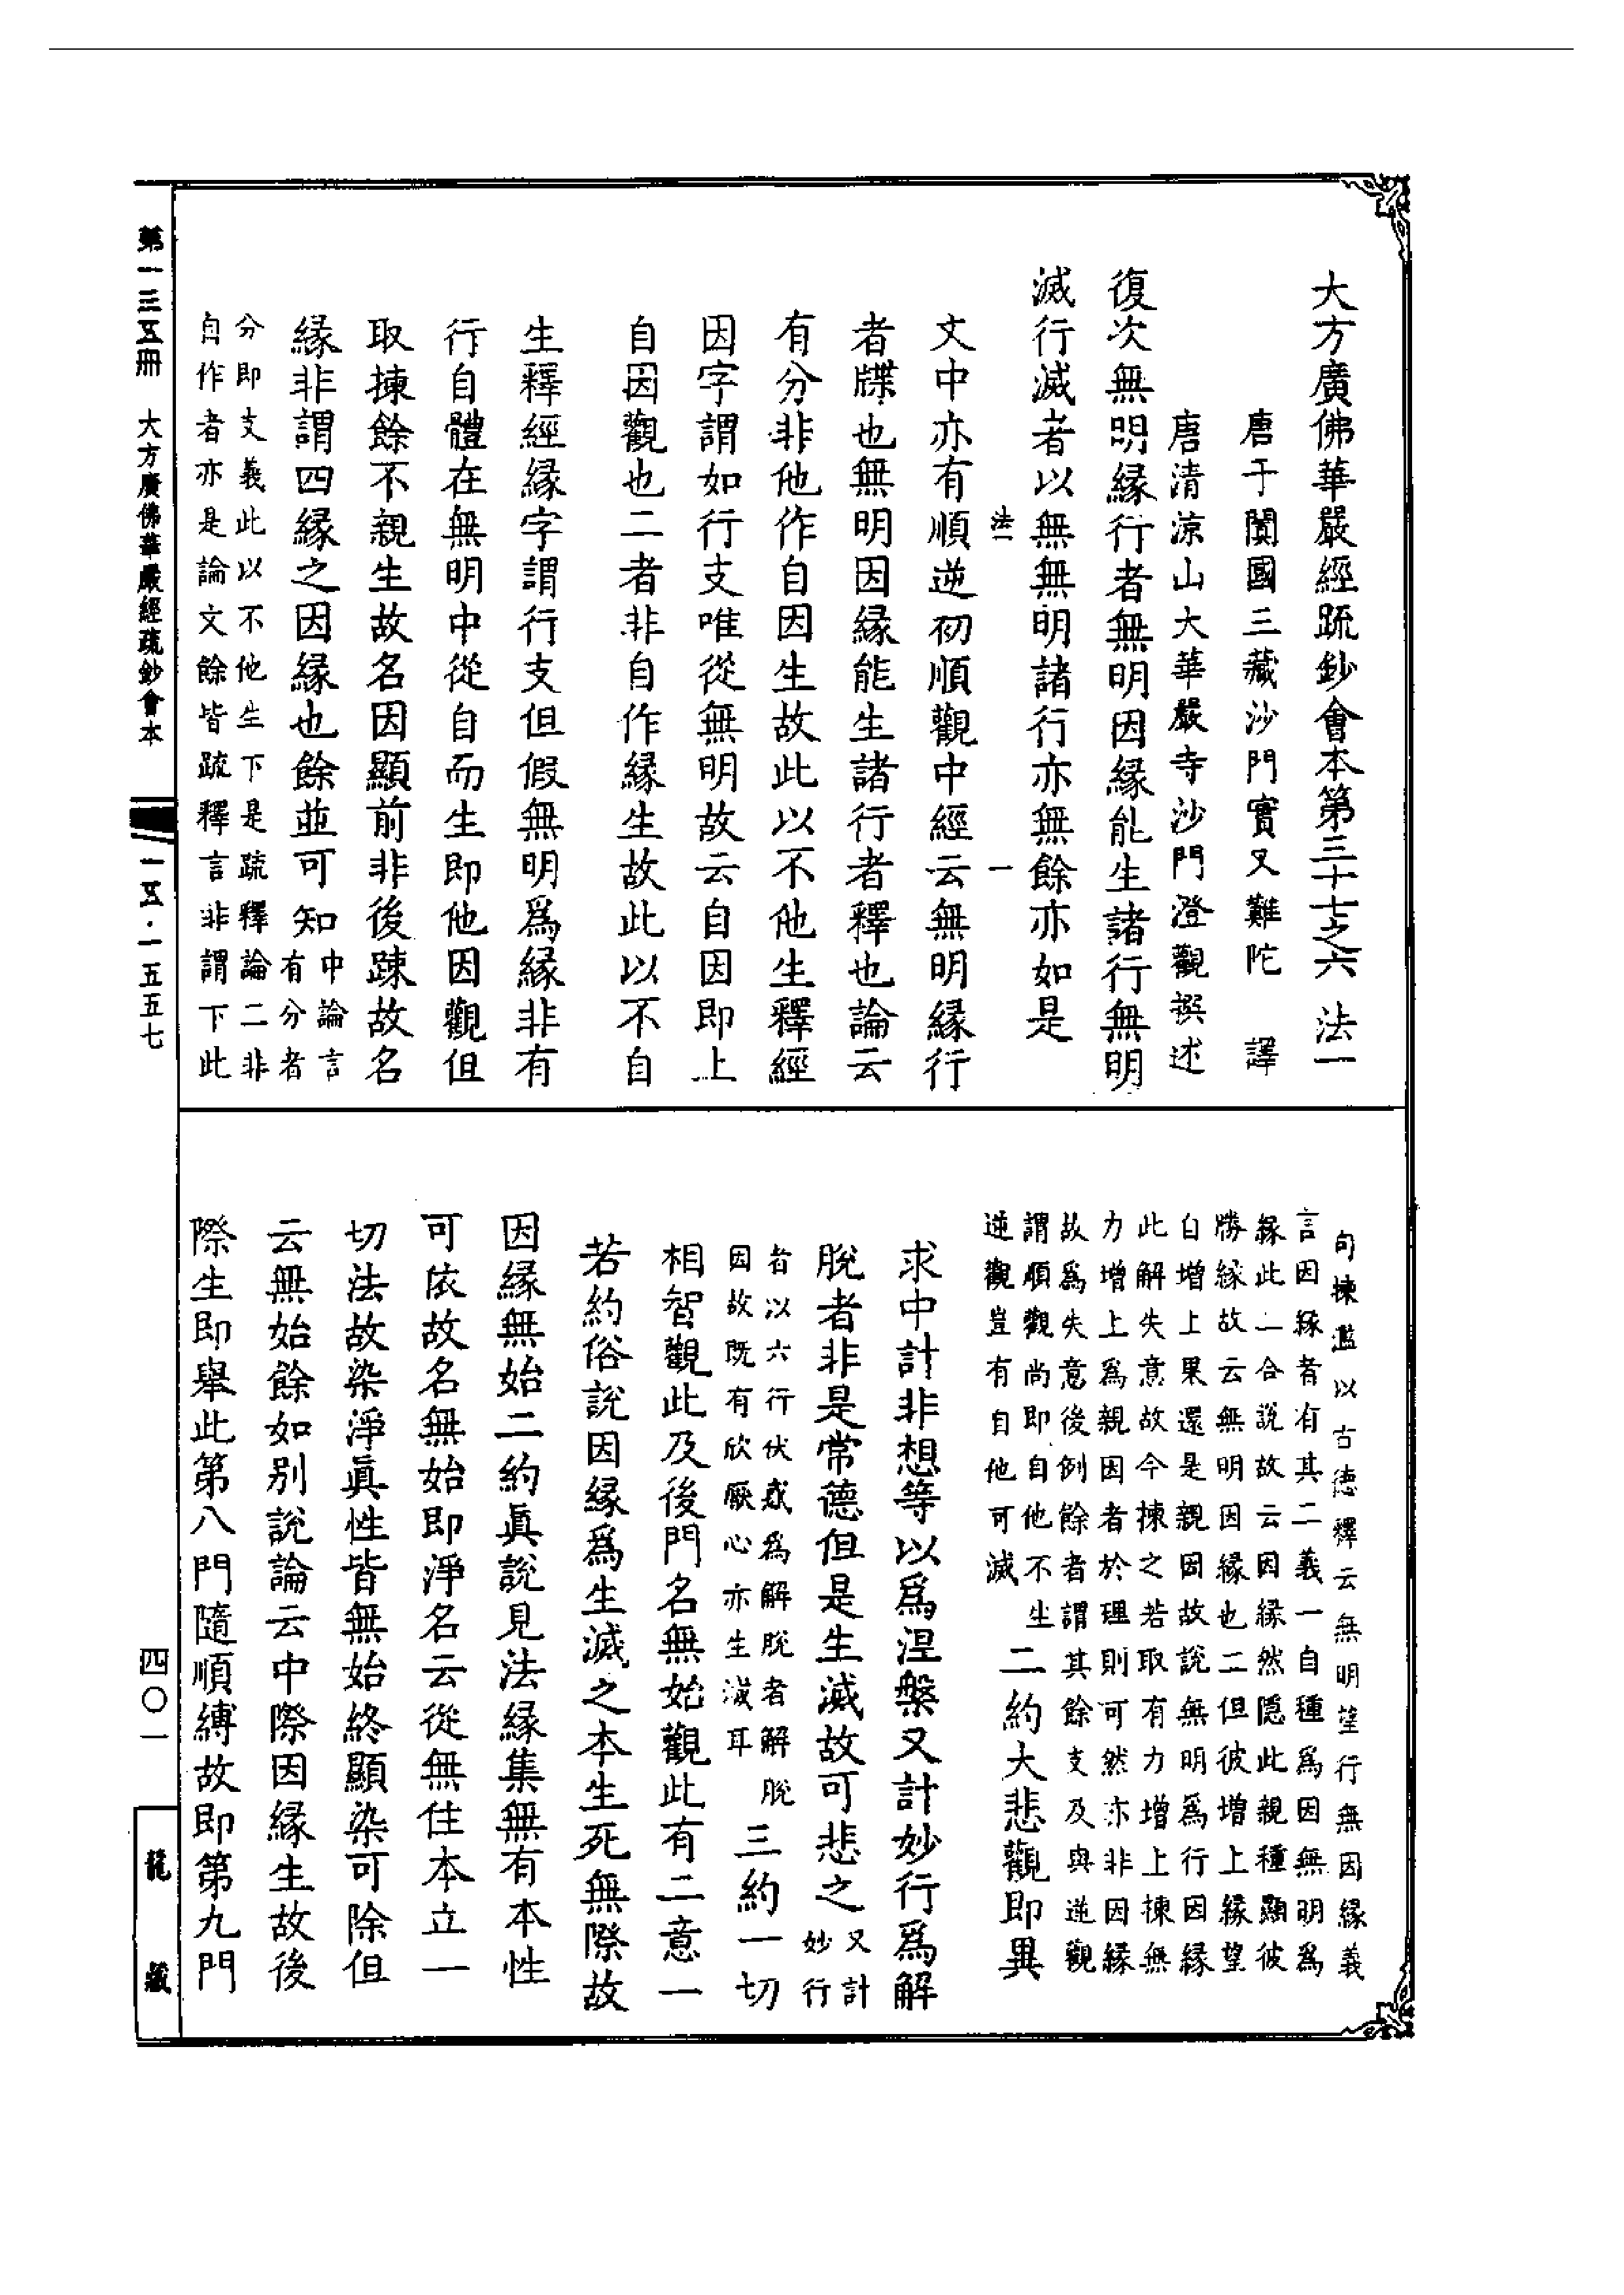 大方廣佛華嚴經䟽鈔會本第三十七之六　法一
唐于闐國三藏沙門實叉難陀　譯
唐清涼山大華嚴寺沙門澄觀撰述
復次無明緣行者無明因緣能生諸行無明
滅行滅者以無無明諸行亦無餘亦如是
法一　一
文中亦有順逆初順觀中經云無明緣行
者牒也無明因緣能生諸行者釋也論云
有分非他作自因生故此以不他生釋經
因字謂如行支唯從無明故云自因即上
自因觀也二者非自作緣生故此以不自
生釋經緣字謂行支但假無明爲緣非有
行自體在無明中從自而生即他因觀但
取揀餘不親生故名因顯前非後踈故名
緣非謂四緣之因緣也餘並可知
中論言
有分者
分即支義此以不他生下是疏釋論二非
自作者亦是論文餘皆䟽釋言非謂下此
句揀濫以古德釋云無明望行無因緣義
言因緣者有其二義一自種爲因無明爲
緣此二合說故云因緣然隱此親種顯彼
勝緣故云無明因緣也二但彼增上緣望
自增上果還是親因故說無明爲行因緣
此解失意故今揀之若取有力增上揀無
力增上爲親因者於理則可然亦非因緣
故爲失意後例餘者謂其餘支及與逆觀
謂順觀尚即自他不生
逆觀豈有自他可滅
二約大悲觀即異
求中計非想等以爲涅槃又計妙行爲解
脫者非是常德但是生滅故可悲之
又計
妙行
者以六行伏惑爲解脫者解脫
因故既有欣厭心亦生滅耳
三約一切
相智觀此及後門名無始觀此有二意一
若約俗說因緣爲生滅之本生死無際故
因緣無始二約眞說見法緣集無有本性
可依故名無始即淨名云從無住本立一
切法故染淨眞性皆無始終顯染可除但
云無始餘如別說論云中際因緣生故後
際生即舉此第八門隨順縛故即第九門
第一三五冊　大方廣佛華嚴經疏鈔會本
一五·一五五七
四〇一
龍　藏